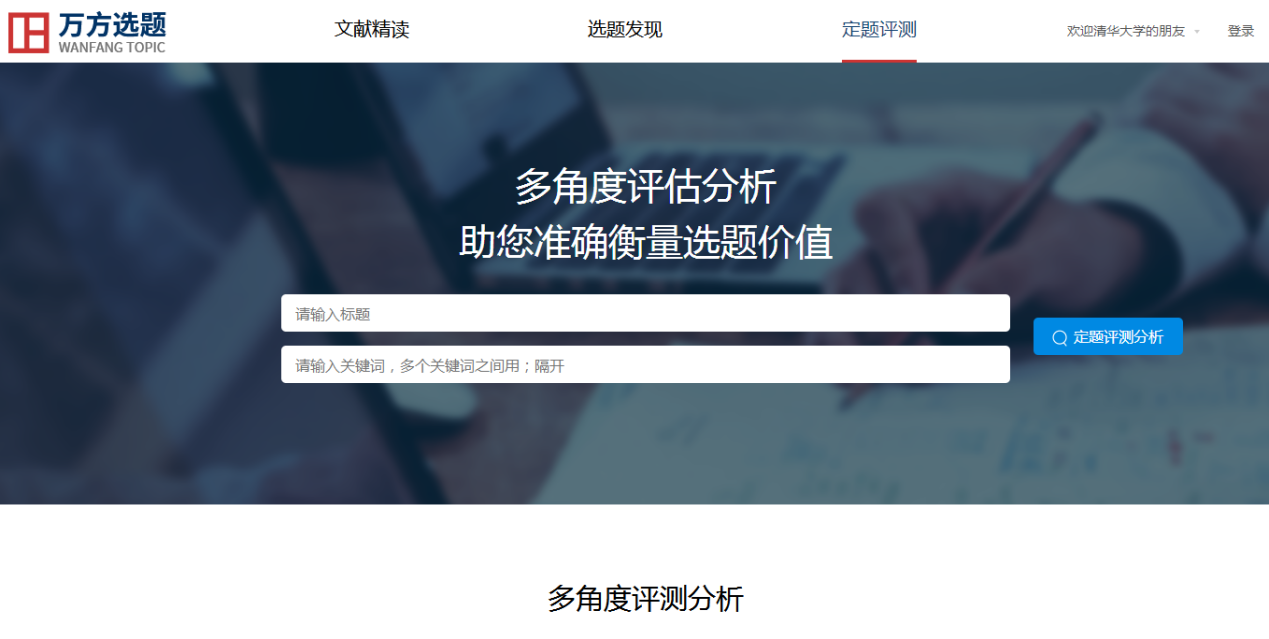 万方选题
WANFANG TOPIC
文献精读
选题发现
定题评测
欢迎清华大学的朋友
登录
多角度评估分析
助您准确衡量选题价值
请输入标题
请输入关键词，多个关键词之间用；隔开
定题评测分析
多角度评测分析